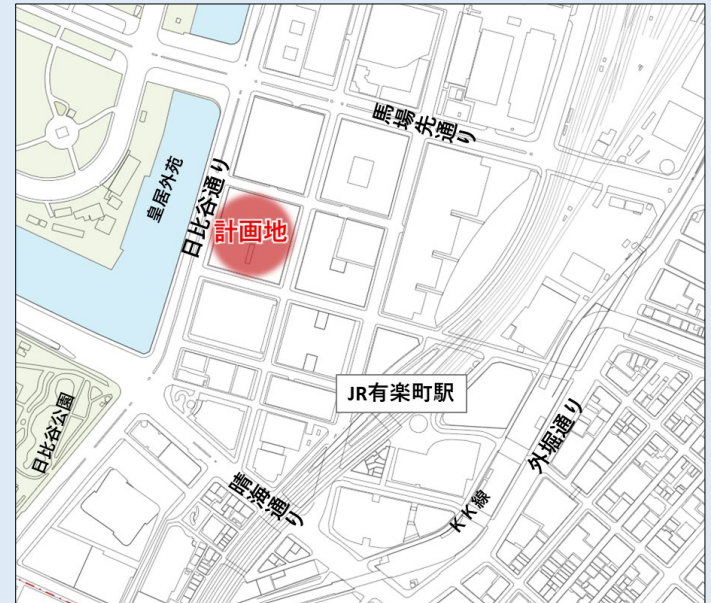 馬場先通り
皇居外苑
日比谷通り
計画地
JR有楽町駅
日比谷公園
外堀通り
晴海通り
KK線